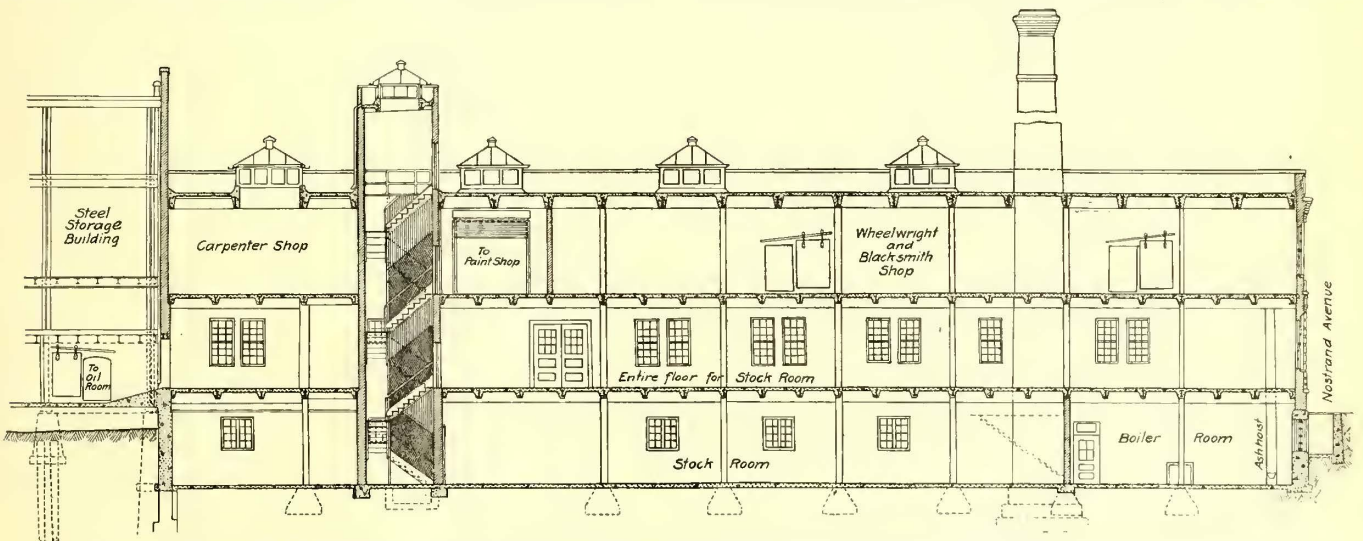 Steel
Storage
Building
Carpenter Shop
To
Paint Shop
Wheelwright
and
Blacksmith
Shop
To
Oil
Room
Entire floor for Stock Room
Nostrand Avenue
Stock Room
Boiler Room
Ash hoist